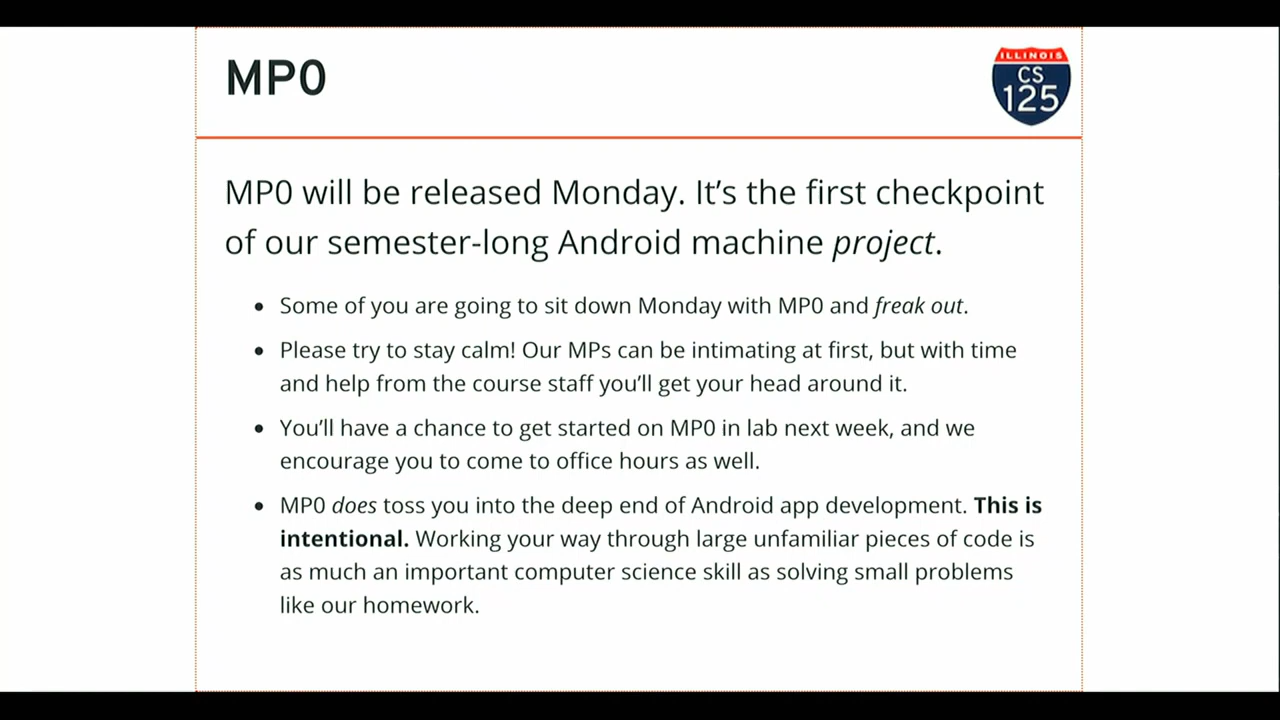 MP0
ILLINOIS
CS
125
MP0 will be released Monday. It’s the first checkpoint
of our semester-long Android machine project.
• Some of you are going to sit down Monday with MP0 and freak out.
• Please try to stay calm! Our MPs can be intimating at first, but with time
and help from the course staff you’ll get your head around it.
• You’ll have a chance to get started on MP0 in lab next week, and we
encourage you to come to office hours as well.
• MP0 does toss you into the deep end of Android app development. This is
intentional. Working your way through large unfamiliar pieces of code is
as much an important computer science skill as solving small problems
like our homework.